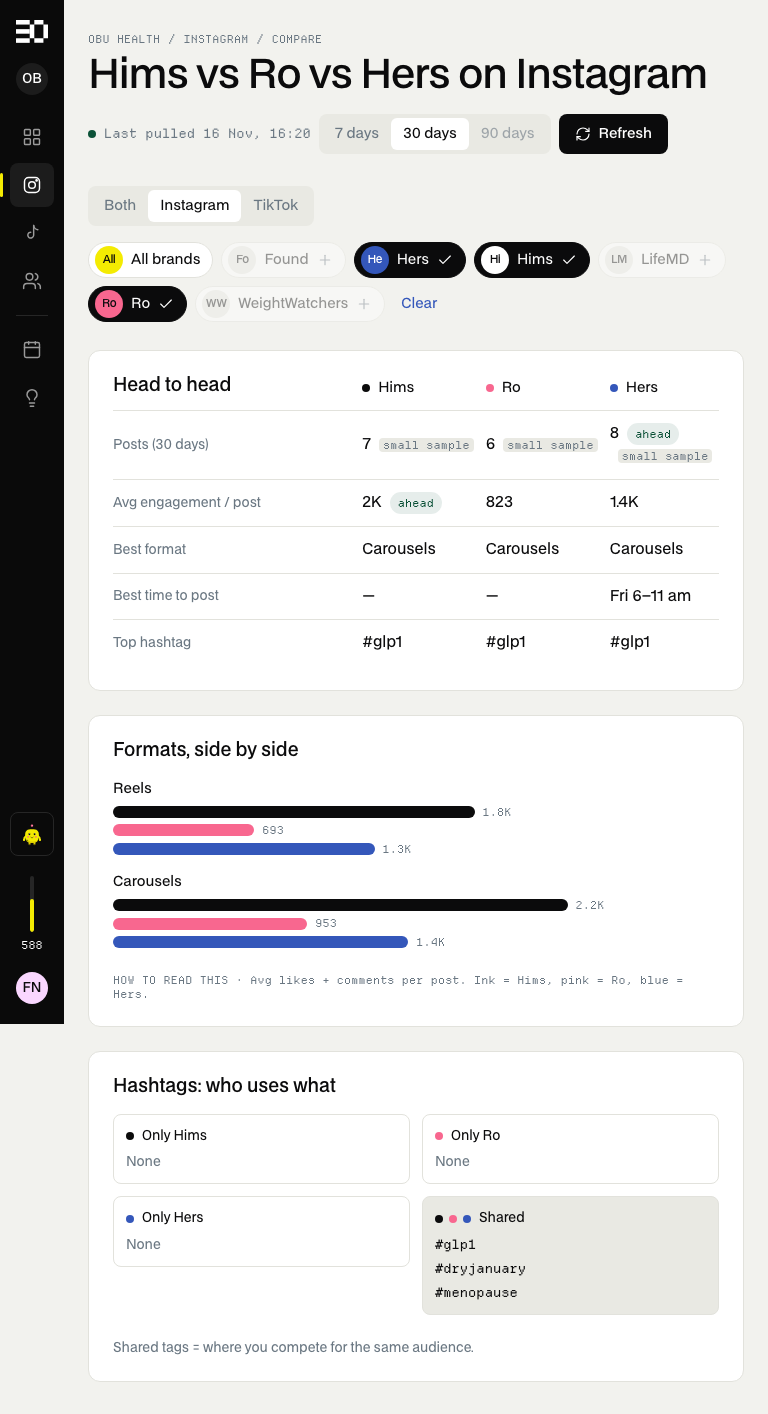 OBU HEALTH / INSTAGRAM / COMPARE
OB
Hims vs Ro vs Hers on Instagram
Last pulled 16 Nov, 16:20 7 days 30 days 90 days Refresh
Both Instagram TikTok
All All brands Fo Found + He Hers Hi Hims LM LifeMD +
Ro Ro WW WeightWatchers + Clear
Head to head Hims Ro Hers
Posts (30 days) 7 small sample 6 small sample 8 ahead
small sample
Avg engagement / post 2K ahead 823 1.4K
Best format Carousels Carousels Carousels
Best time to post — — Fri 6–11 am
Top hashtag #glp1 #glp1 #glp1
Formats, side by side
Reels
1.8K
693
1.3K
Carousels
2.2K
953
1.4K
588
FN
HOW TO READ THIS · Avg likes + comments per post. Ink = Hims, pink = Ro, blue =
Hers.
Hashtags: who uses what
Only Hims
None
Only Ro
None
Only Hers
None
Shared
#glp1
#dryjanuary
#menopause
Shared tags = where you compete for the same audience.